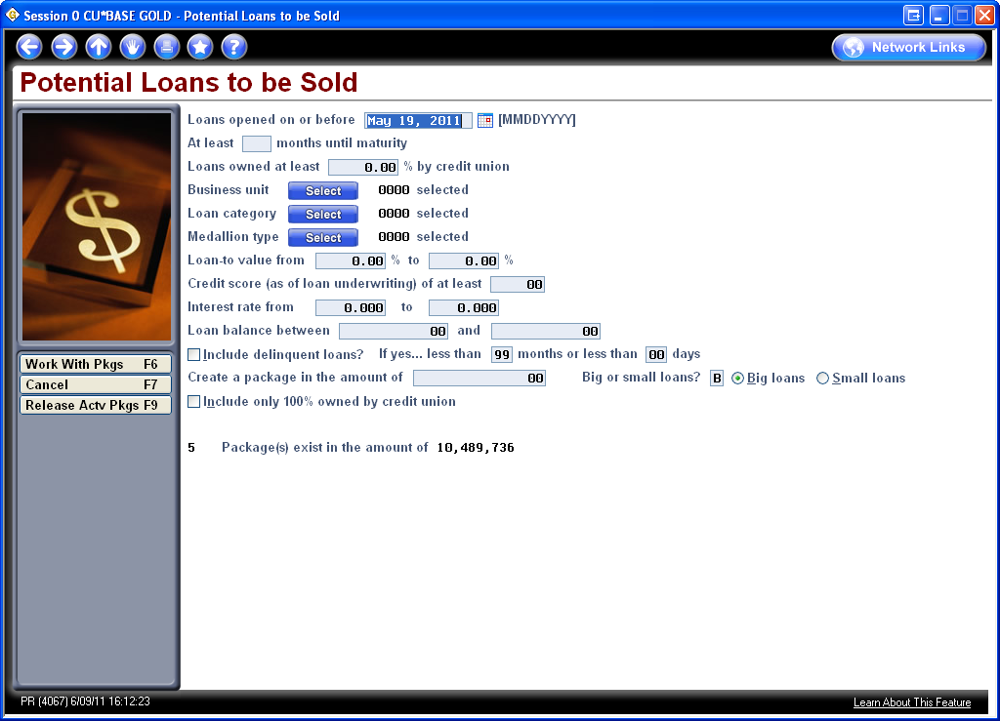 Session 0 CU*BASE GOLD - Potential Loans to be Sold
Network Links
Potential Loans to be Sold
Loans opened on or before May 19, 2011 [MMDDYYYY]
At least months until maturity
Loans owned at least 0.00 % by credit union
Business unit Select 0000 selected
Loan category Select 0000 selected
Medallion type Select 0000 selected
Loan-to value from 0.00 % to 0.00 %
Credit score (as of loan underwriting) of at least 00
Interest rate from 0.000 to 0.000
Loan balance between 00 and 00
Include delinquent loans? If yes... less than 99 months or less than 00 days
Create a package in the amount of 00 Big or small loans? B Big loans Small loans
Include only 100% owned by credit union
5 Package(s) exist in the amount of 10,489,736
Work With Pkgs F6
Cancel F7
Release Actv Pkgs F9
PR (4067) 6/09/11 16:12:23
Learn About This Feature